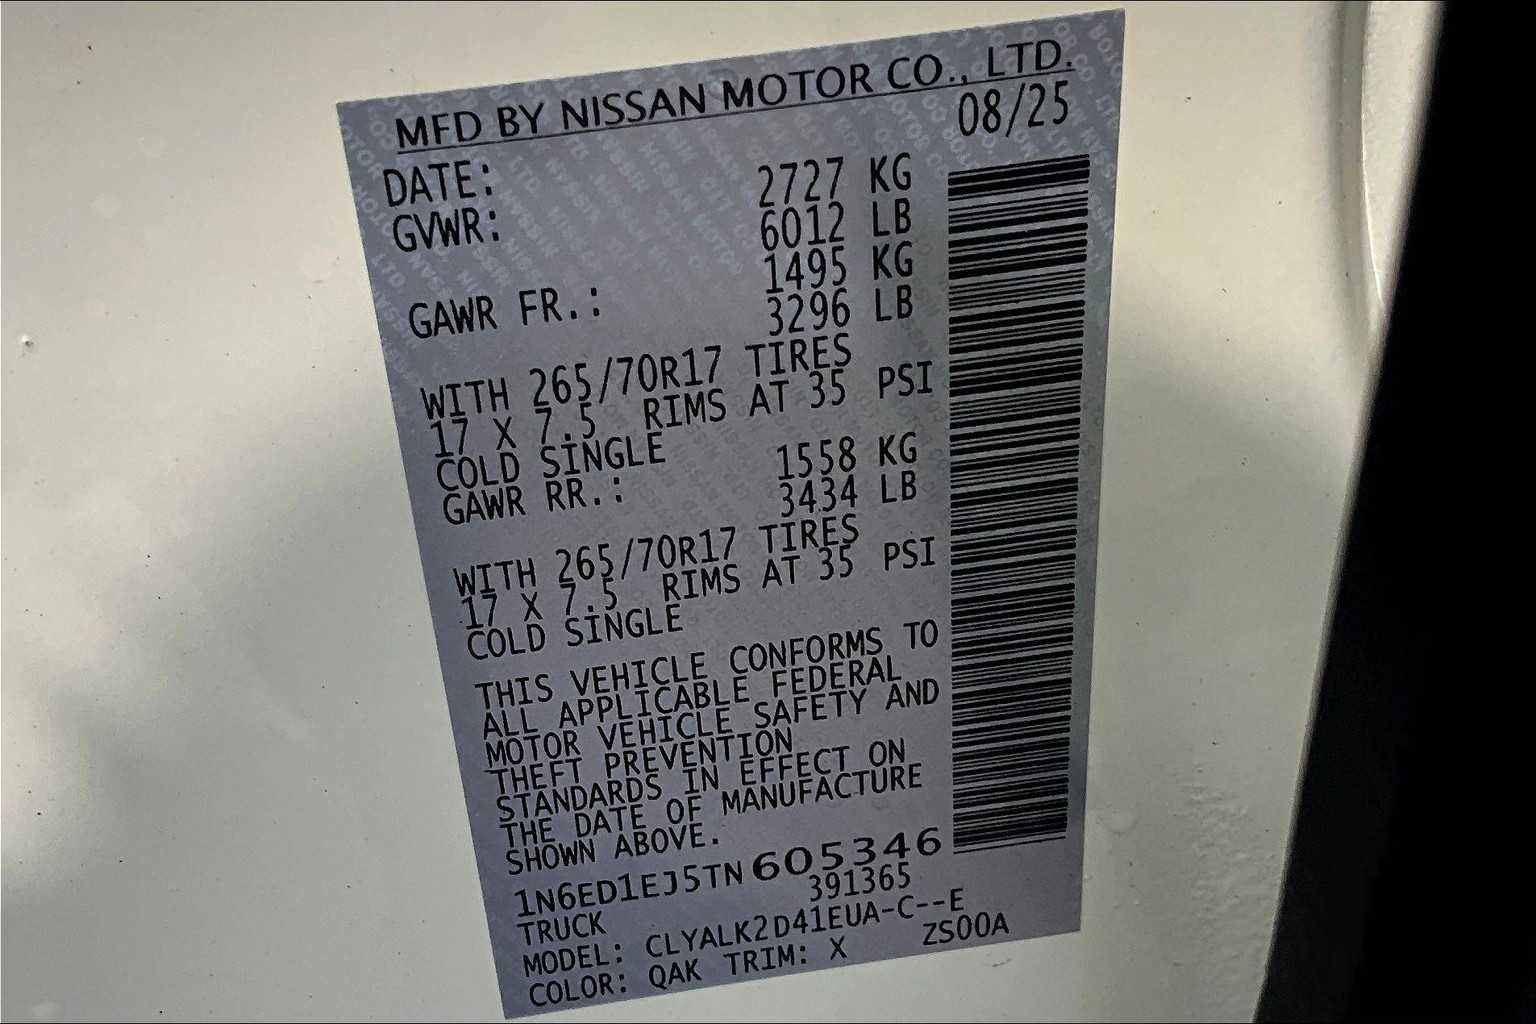 MFD BY NISSAN MOTOR CO., LTD.
DATE: 08/25
GVWR: 2727 KG
6012 LB
GAWR FR.: 1495 KG
3296 LB
WITH 265/70R17 TIRES
17 X 7.5 RIMS AT 35 PSI
COLD SINGLE
GAWR RR.: 1558 KG
3434 LB
WITH 265/70R17 TIRES
17 X 7.5 RIMS AT 35 PSI
COLD SINGLE
THIS VEHICLE CONFORMS TO
ALL APPLICABLE FEDERAL
MOTOR VEHICLE SAFETY AND
THEFT PREVENTION
STANDARDS IN EFFECT ON
THE DATE OF MANUFACTURE
SHOWN ABOVE.
1N6ED1EJ5TN605346
TRUCK 391365
MODEL: CLYALK2D41EUA-C--E
COLOR: QAK TRIM: X ZS00A